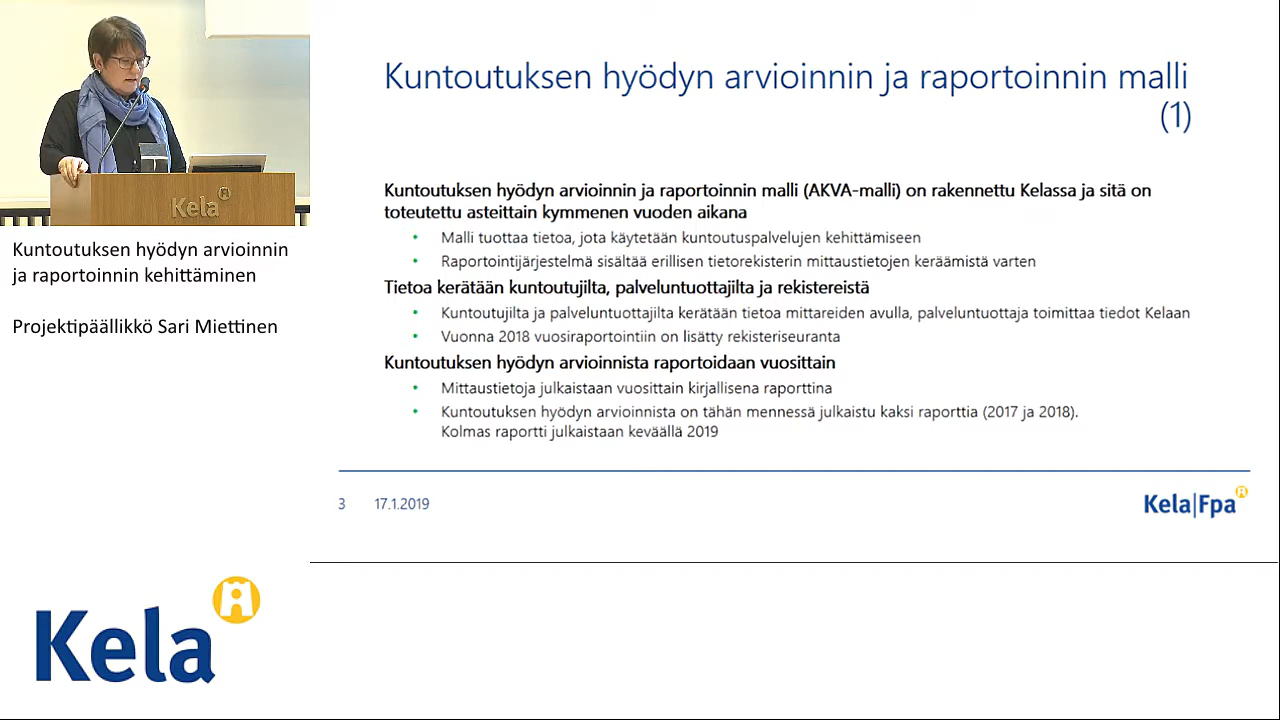 Kela
Kuntoutuksen hyödyn arvioinnin
ja raportoinnin kehittäminen
Projektipäällikkö Sari Miettinen
Kuntoutuksen hyödyn arvioinnin ja raportoinnin malli
(1)
Kuntoutuksen hyödyn arvioinnin ja raportoinnin malli (AKVA-malli) on rakennettu Kelassa ja sitä on
toteutettu asteittain kymmenen vuoden aikana
• Malli tuottaa tietoa, jota käytetään kuntoutuspalvelujen kehittämiseen
• Raportointijärjestelmä sisältää erillisen tietorekisterin mittaustietojen keräämistä varten
Tietoa kerätään kuntoutujilta, palveluntuottajilta ja rekistereistä
• Kuntoutujilta ja palveluntuottajilta kerätään tietoa mittareiden avulla, palveluntuottaja toimittaa tiedot Kelaan
• Vuonna 2018 vuosiraportointiin on lisätty rekisteriseuranta
Kuntoutuksen hyödyn arvioinnista raportoidaan vuosittain
• Mittaustietoja julkaistaan vuosittain kirjallisena raporttina
• Kuntoutuksen hyödyn arvioinnista on tähän mennessä julkaistu kaksi raporttia (2017 ja 2018).
Kolmas raportti julkaistaan keväällä 2019
3 17.1.2019
Kela|Fpa
Kela